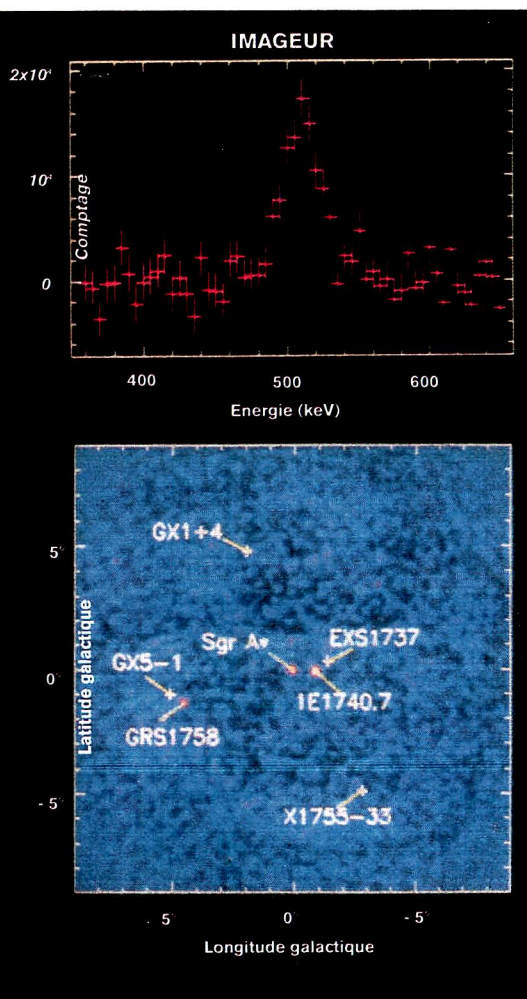 IMAGEUR
2x10⁴
10⁴
0
Comptage
400 500 600
Energie (keV)
GX1+4
5°
Sgr A*
EXS1737
GX5-1
0°
1E1740.7
GRS1758
Latitude galactique
- 5°
X1755-33
5° 0° - 5°
Longitude galactique